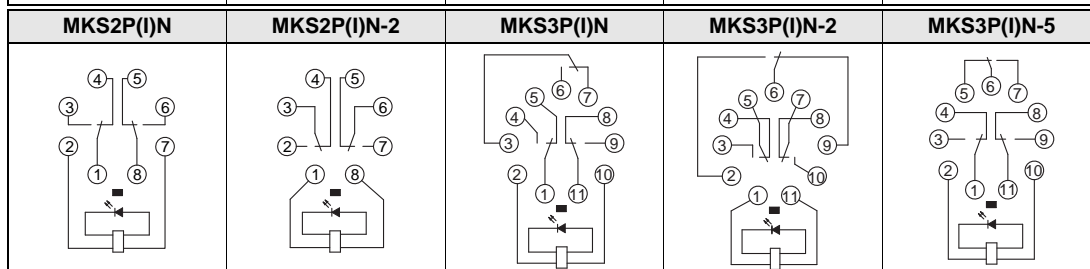 MKS2P(I)N MKS2P(I)N-2 MKS3P(I)N MKS3P(I)N-2 MKS3P(I)N-5
4 5 3 6 2 7 1 8
4 5 3 6 2 7 1 8
6 7 5 4 8 3 9 2 10 1 11
6 5 7 4 8 3 9 2 10 1 11
5 6 7 4 8 3 9 2 10 1 11